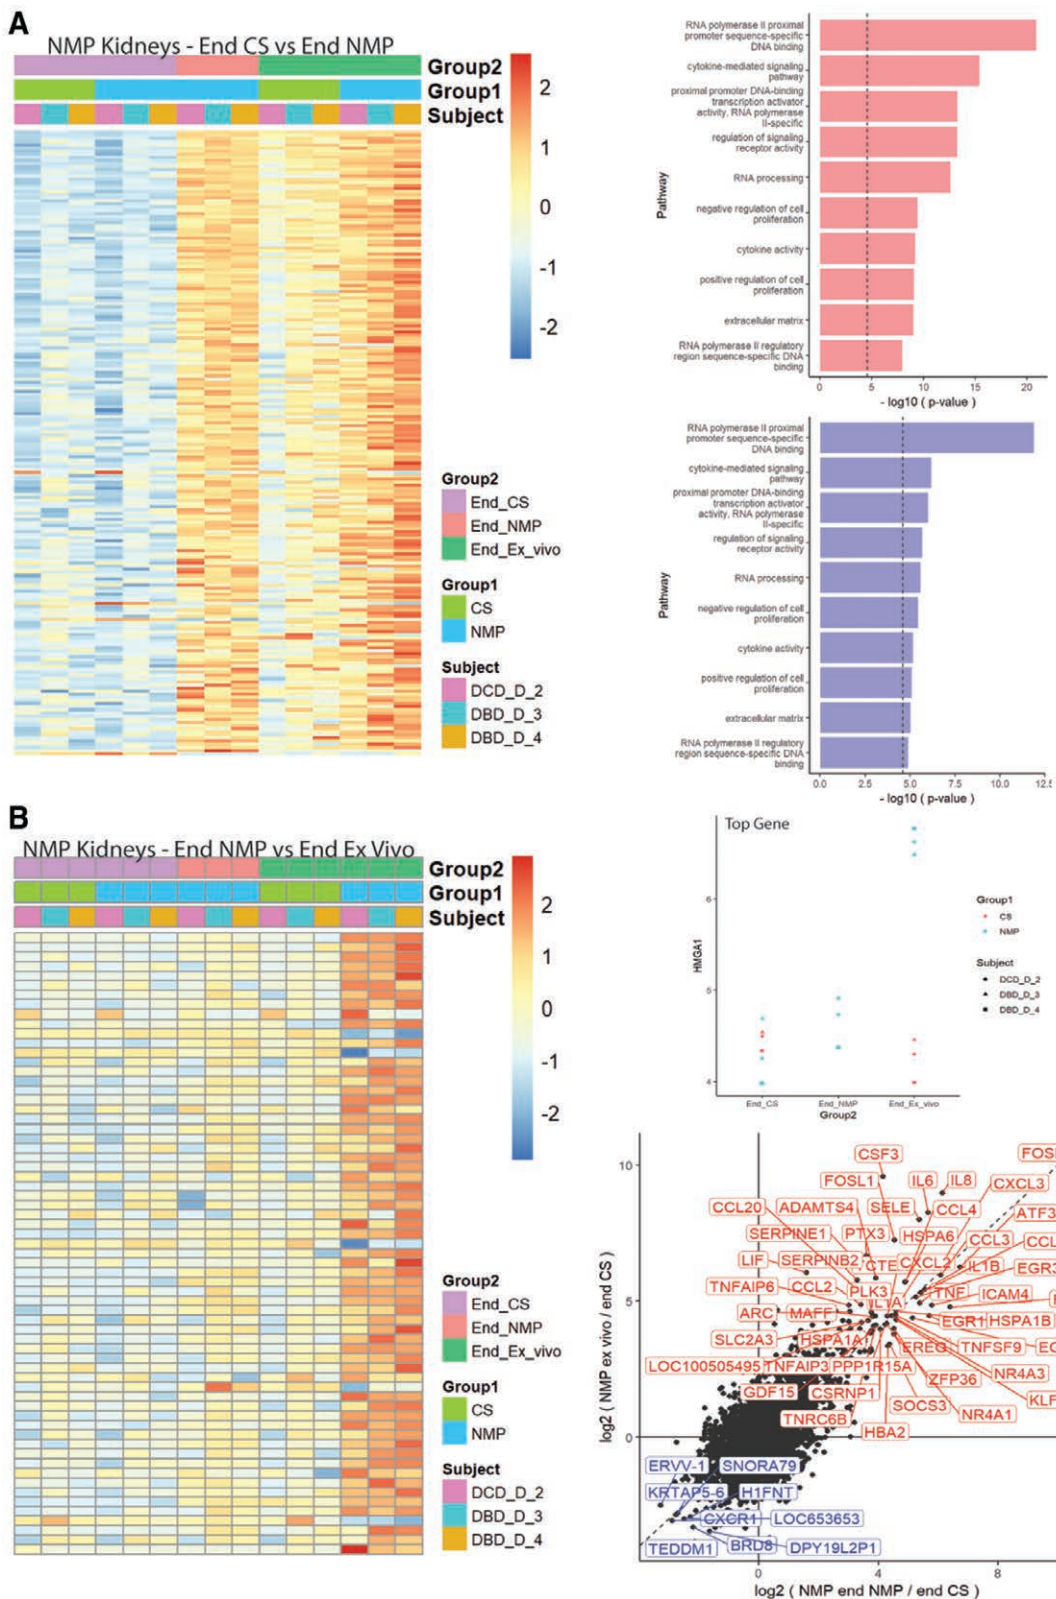 A
NMP Kidneys - End CS vs End NMP
Group2
Group1
Subject
2
1
0
-1
-2
Group2
End_CS
End_NMP
End_Ex_vivo
Group1
CS
NMP
Subject
DCD_D_2
DBD_D_3
DBD_D_4
Pathway
RNA polymerase II proximal
promoter sequence-specific
DNA binding
cytokine-mediated signaling
pathway
proximal promoter DNA-binding
transcription activator
activity, RNA polymerase
II-specific
regulation of signaling
receptor activity
RNA processing
negative regulation of cell
proliferation
cytokine activity
positive regulation of cell
proliferation
extracellular matrix
RNA polymerase II regulatory
region sequence-specific DNA
binding
0 5 10 15 20
- log10 ( p-value )
Pathway
RNA polymerase II proximal
promoter sequence-specific
DNA binding
cytokine-mediated signaling
pathway
proximal promoter DNA-binding
transcription activator
activity, RNA polymerase
II-specific
regulation of signaling
receptor activity
RNA processing
negative regulation of cell
proliferation
cytokine activity
positive regulation of cell
proliferation
extracellular matrix
RNA polymerase II regulatory
region sequence-specific DNA
binding
0.0 2.5 5.0 7.5 10.0 12.5
- log10 ( p-value )
B
NMP Kidneys - End NMP vs End Ex Vivo
Group2
Group1
Subject
2
1
0
-1
-2
Group2
End_CS
End_NMP
End_Ex_vivo
Group1
CS
NMP
Subject
DCD_D_2
DBD_D_3
DBD_D_4
Top Gene
HMGA1
6
5
4
End_CS End_NMP End_Ex_vivo
Group2
Group1
CS
NMP
Subject
DCD_D_2
DBD_D_3
DBD_D_4
log2 ( NMP ex vivo / end CS )
10
5
0
CSF3 FOS
FOSL1 IL6 IL8 CXCL3
CCL20 ADAMTS4 SELE CCL4 ATF3
SERPINE1 PTX3 HSPA6 CCL3 CCL
LIF SERPINB2 CTE CXCL2 IL1B EGR3
TNFAIP6 CCL2 PLK3 IL1A TNF ICAM4
ARC MAFF EGR1 HSPA1B
SLC2A3 HSPA1A EREG TNFSF9 EG
LOC100505495 TNFAIP3 PPP1R15A ZFP36 NR4A3
GDF15 CSRNP1 SOCS3 NR4A1 KLF
TNRC6B HBA2
ERVV-1 SNORA79
KRTAP5-6 H1FNT
CXCR1 LOC653653
TEDDM1 BRD8 DPY19L2P1
0 4 8
log2 ( NMP end NMP / end CS )